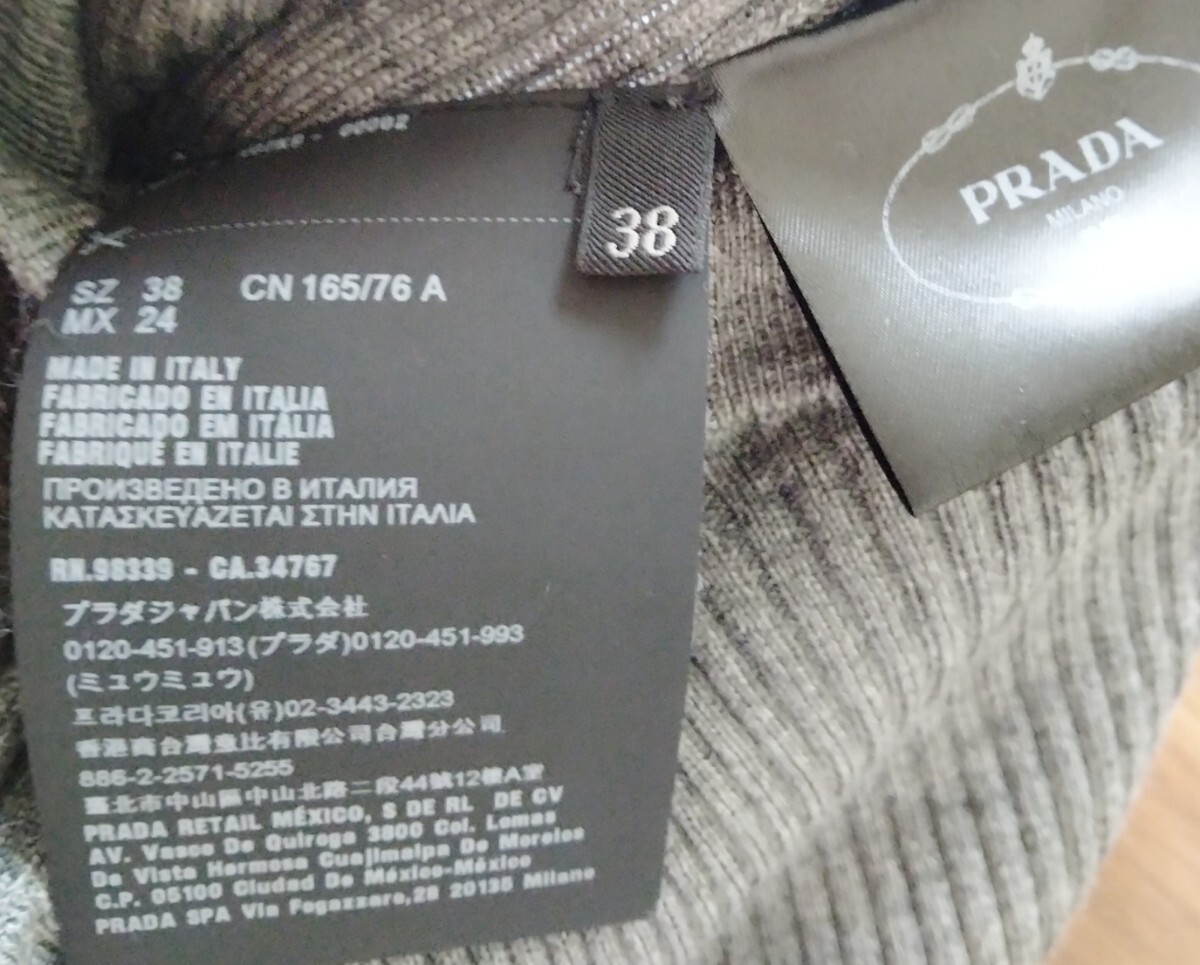 38
PRADA
MILANO
SZ 38 CN 165/76 A
MX 24
MADE IN ITALY
FABRICADO EN ITALIA
FABRICADO EM ITÁLIA
FABRIQUÉ EN ITALIE
ПРОИЗВЕДЕНО В ИТАЛИЯ
ΚΑΤΑΣΚΕΥΑΖΕΤΑΙ ΣΤΗΝ ΙΤΑΛΙΑ
RN.98339 - CA.34767
プラダジャパン株式会社
0120-451-913(プラダ)0120-451-993
(ミュウミュウ)
프라다코리아(유)02-3443-2323
香港商台灣壹比有限公司台灣分公司
886-2-2571-5255
臺北市中山區中山北路二段44號12樓A室
PRADA RETAIL MÉXICO, S DE RL DE CV
AV. Vasco De Quiroga 3800 Col. Lomas
De Vista Hermosa Cuajimalpa De Morelos
C.P. 05100 Ciudad De México-México
PRADA SPA Via Fogazzaro,28 20135 Milano